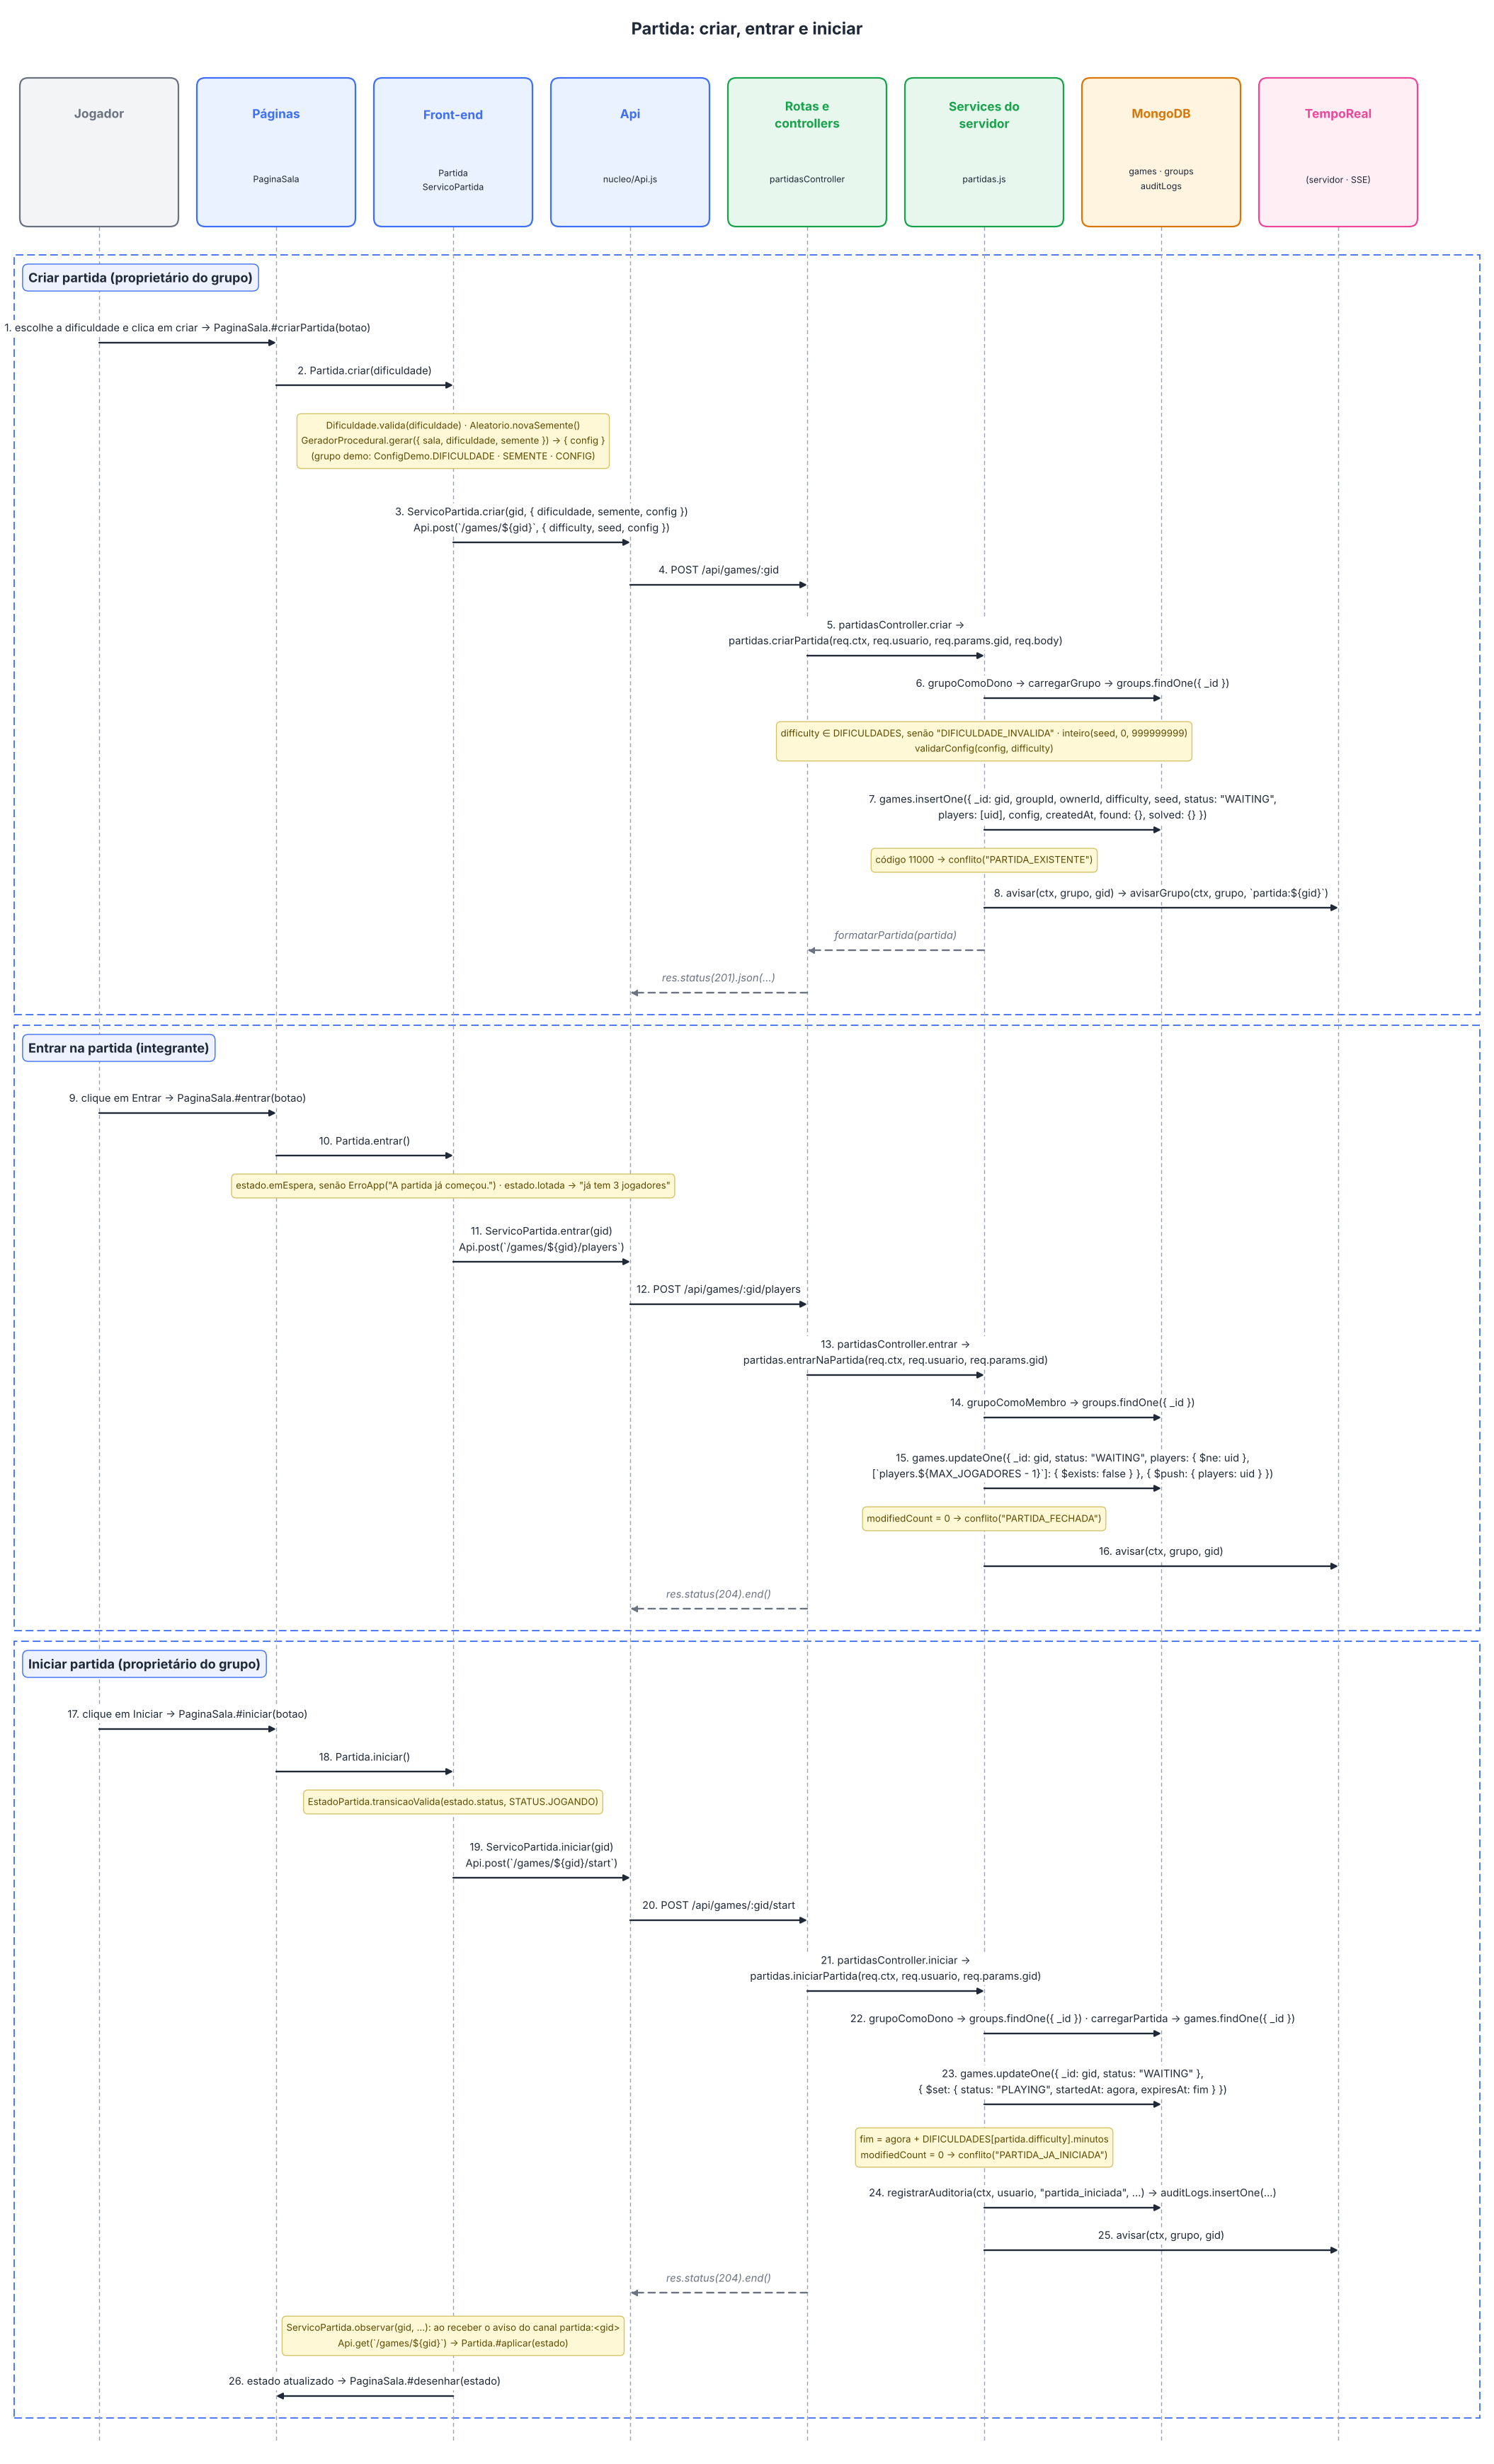 Partida: criar, entrar e iniciar
Jogador
Páginas
PaginaSala
Front-end
Partida
ServicoPartida
Api
nucleo/Api.js
Rotas e
controllers
partidasController
Services do
servidor
partidas.js
MongoDB
games · groups
auditLogs
TempoReal
(servidor · SSE)
Criar partida (proprietário do grupo)
1. escolhe a dificuldade e clica em criar → PaginaSala.#criarPartida(botao)
2. Partida.criar(dificuldade)
Dificuldade.valida(dificuldade) · Aleatorio.novaSemente()
GeradorProcedural.gerar({ sala, dificuldade, semente }) → { config }
(grupo demo: ConfigDemo.DIFICULDADE · SEMENTE · CONFIG)
3. ServicoPartida.criar(gid, { dificuldade, semente, config })
Api.post(`/games/${gid}`, { difficulty, seed, config })
4. POST /api/games/:gid
5. partidasController.criar →
partidas.criarPartida(req.ctx, req.usuario, req.params.gid, req.body)
6. grupoComoDono → carregarGrupo → groups.findOne({ _id })
difficulty ∈ DIFICULDADES, senão "DIFICULDADE_INVALIDA" · inteiro(seed, 0, 999999999)
validarConfig(config, difficulty)
7. games.insertOne({ _id: gid, groupId, ownerId, difficulty, seed, status: "WAITING",
players: [uid], config, createdAt, found: {}, solved: {} })
código 11000 → conflito("PARTIDA_EXISTENTE")
8. avisar(ctx, grupo, gid) → avisarGrupo(ctx, grupo, `partida:${gid}`)
formatarPartida(partida)
res.status(201).json(...)
Entrar na partida (integrante)
9. clique em Entrar → PaginaSala.#entrar(botao)
10. Partida.entrar()
estado.emEspera, senão ErroApp("A partida já começou.") · estado.lotada → "já tem 3 jogadores"
11. ServicoPartida.entrar(gid)
Api.post(`/games/${gid}/players`)
12. POST /api/games/:gid/players
13. partidasController.entrar →
partidas.entrarNaPartida(req.ctx, req.usuario, req.params.gid)
14. grupoComoMembro → groups.findOne({ _id })
15. games.updateOne({ _id: gid, status: "WAITING", players: { $ne: uid },
[`players.${MAX_JOGADORES - 1}`]: { $exists: false } }, { $push: { players: uid } })
modifiedCount = 0 → conflito("PARTIDA_FECHADA")
16. avisar(ctx, grupo, gid)
res.status(204).end()
Iniciar partida (proprietário do grupo)
17. clique em Iniciar → PaginaSala.#iniciar(botao)
18. Partida.iniciar()
EstadoPartida.transicaoValida(estado.status, STATUS.JOGANDO)
19. ServicoPartida.iniciar(gid)
Api.post(`/games/${gid}/start`)
20. POST /api/games/:gid/start
21. partidasController.iniciar →
partidas.iniciarPartida(req.ctx, req.usuario, req.params.gid)
22. grupoComoDono → groups.findOne({ _id }) · carregarPartida → games.findOne({ _id })
23. games.updateOne({ _id: gid, status: "WAITING" },
{ $set: { status: "PLAYING", startedAt: agora, expiresAt: fim } })
fim = agora + DIFICULDADES[partida.difficulty].minutos
modifiedCount = 0 → conflito("PARTIDA_JA_INICIADA")
24. registrarAuditoria(ctx, usuario, "partida_iniciada", ...) → auditLogs.insertOne(...)
25. avisar(ctx, grupo, gid)
res.status(204).end()
ServicoPartida.observar(gid, ...): ao receber o aviso do canal partida:<gid>
Api.get(`/games/${gid}`) → Partida.#aplicar(estado)
26. estado atualizado → PaginaSala.#desenhar(estado)